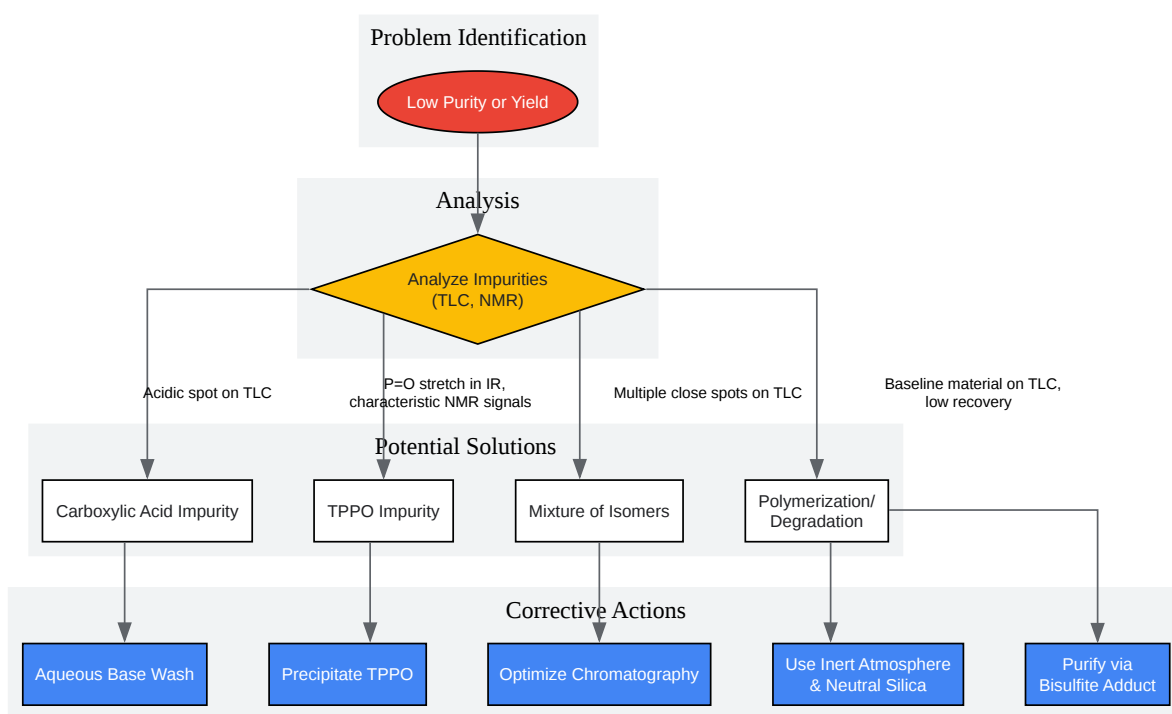 Problem Identification
Low Purity or Yield
Analysis
Analyze Impurities
(TLC, NMR)
Acidic spot on TLC
P=O stretch in IR,
characteristic NMR signals
Multiple close spots on TLC
Baseline material on TLC,
low recovery
Potential Solutions
Carboxylic Acid Impurity
TPPO Impurity
Mixture of Isomers
Polymerization/
Degradation
Corrective Actions
Aqueous Base Wash
Precipitate TPPO
Optimize Chromatography
Use Inert Atmosphere
& Neutral Silica
Purify via
Bisulfite Adduct